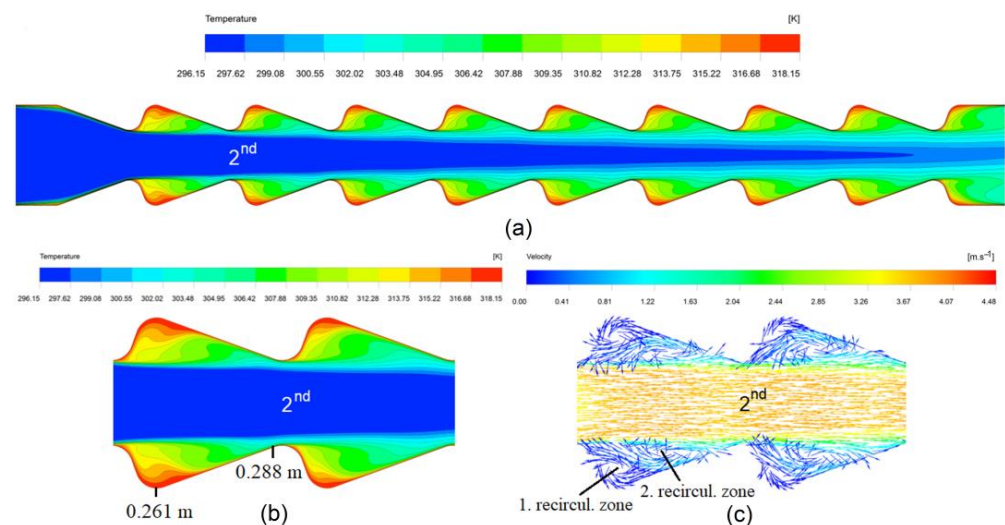 Temperature [K]
296.15 297.62 299.08 300.55 302.02 303.48 304.95 306.42 307.88 309.35 310.82 312.28 313.75 315.22 316.68 318.15
2nd
(a)
Temperature [K]
296.15 297.62 299.08 300.55 302.02 303.48 304.95 306.42 307.88 309.35 310.82 312.28 313.75 315.22 316.68 318.15
2nd
0.288 m
0.261 m
(b)
Velocity [m.s⁻¹]
0.00 0.41 0.81 1.22 1.63 2.04 2.44 2.85 3.26 3.67 4.07 4.48
2nd
2. recircul. zone
1. recircul. zone
(c)